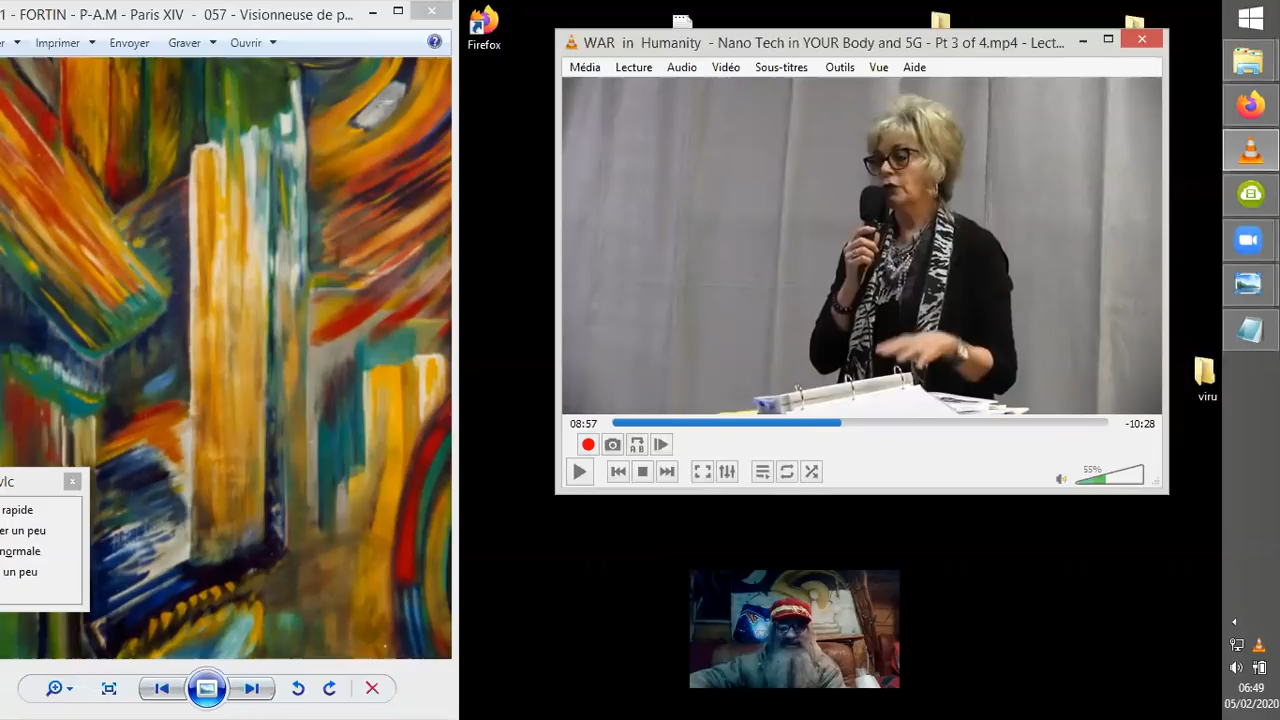 1 - FORTIN - P-A.M - Paris XIV - 057 - Visionneuse de p...
Imprimer
Envoyer
Graver
Ouvrir
?
rapide
er un peu
normale
un peu
Firefox
WAR in Humanity - Nano Tech in YOUR Body and 5G - Pt 3 of 4.mp4 - Lect...
Média Lecture Audio Vidéo Sous-titres Outils Vue Aide
08:57
-10:28
A B
55%
viru
06:49
05/02/2020